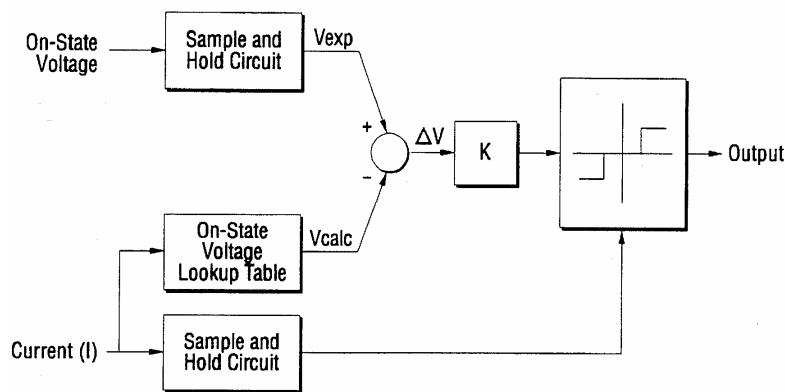 On-State
Voltage
Sample and
Hold Circuit
Vexp
+
ΔV
K
Output
−
On-State
Voltage
Lookup Table
Vcalc
Current (I)
Sample and
Hold Circuit